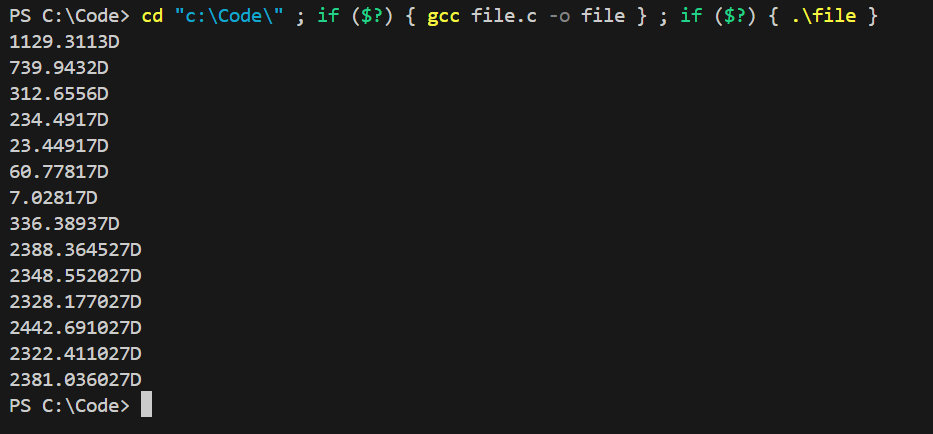 PS C:\Code> cd "c:\Code\" ; if ($?) { gcc file.c -o file } ; if ($?) { .\file }
1129.3113D
739.9432D
312.6556D
234.4917D
23.44917D
60.77817D
7.02817D
336.38937D
2388.364527D
2348.552027D
2328.177027D
2442.691027D
2322.411027D
2381.036027D
PS C:\Code>